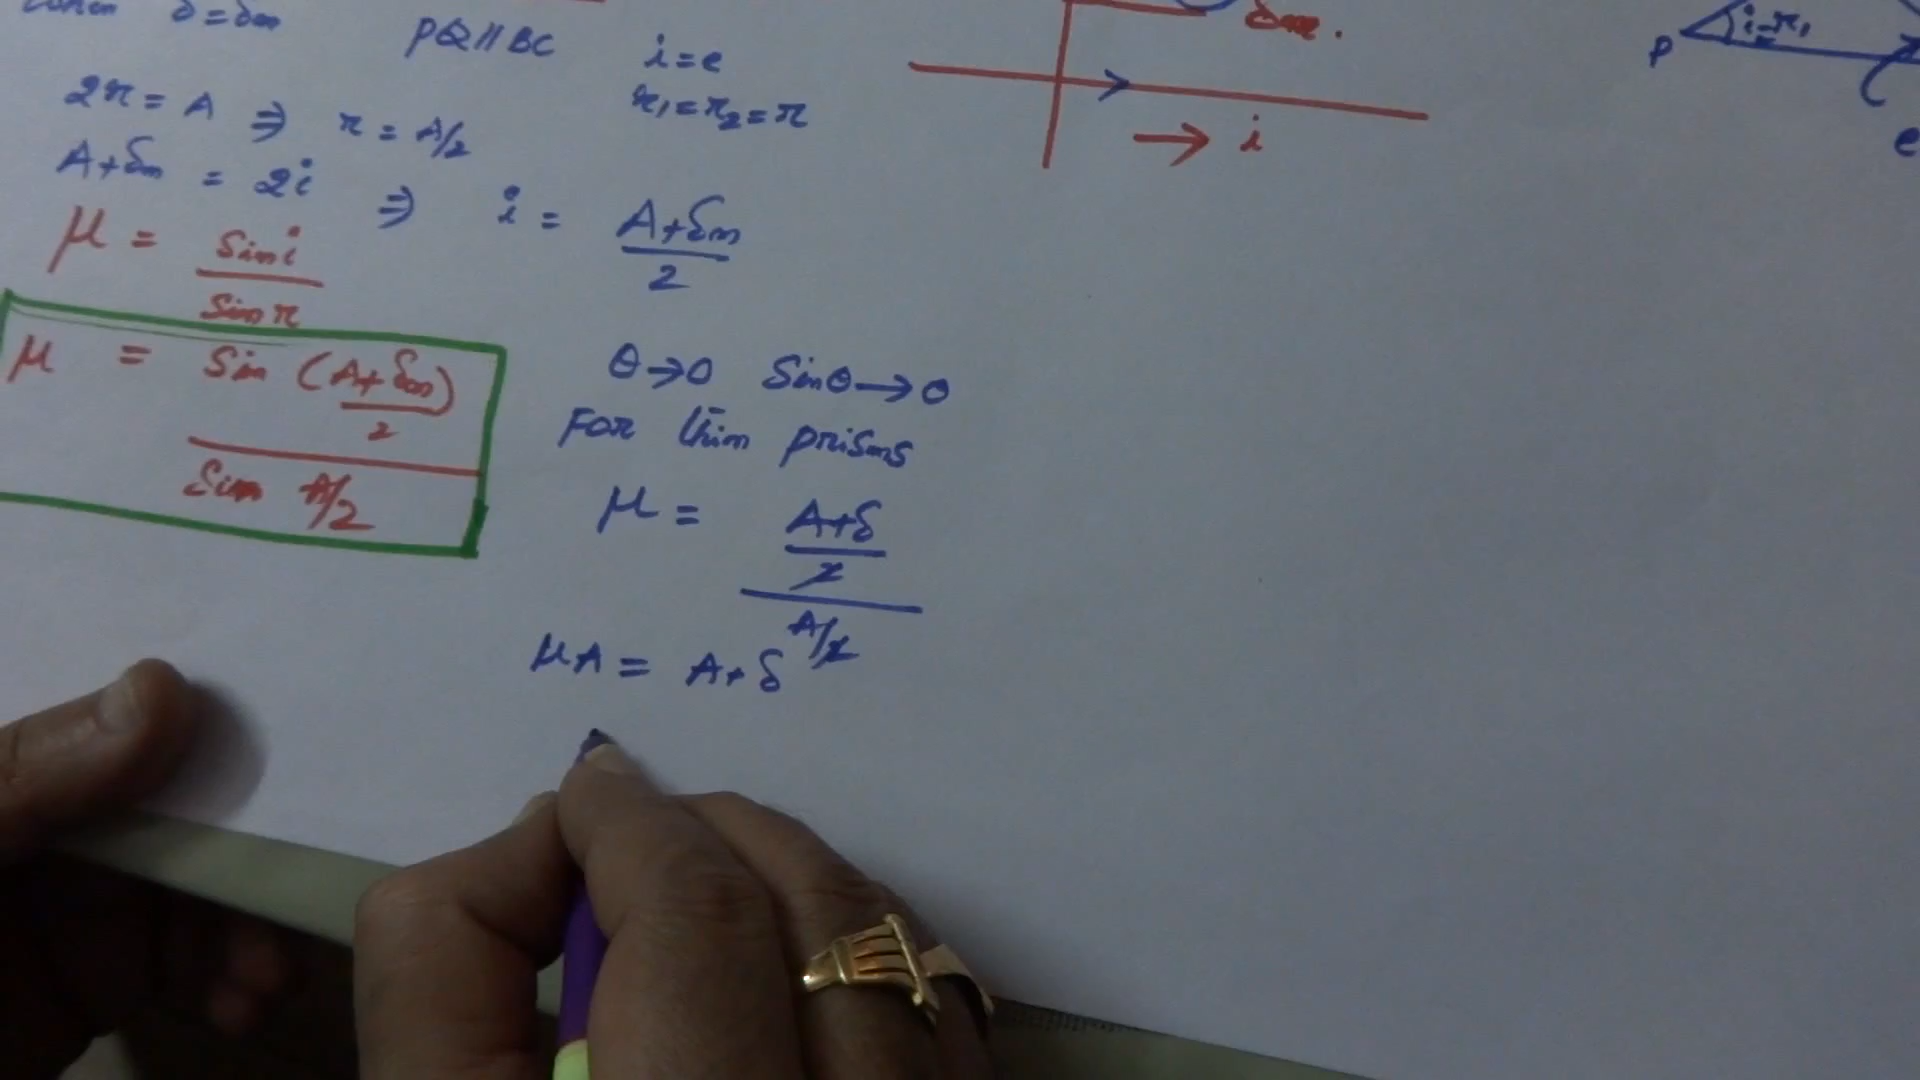 when δ = δm
PQ // BC
i = e
r₁ = r₂ = r
2r = A ⇒ r = A/2
A + δm = 2i ⇒ i = (A + δm)/2
μ = Sin i / Sin r
μ = Sin (A + δm / 2) / Sin A/2
θ → 0 Sinθ → θ
For thin prisms
μ = (A + δ / 2) / (A/2)
μA = A + δ
δm.
→ i
P
i = r₁
e